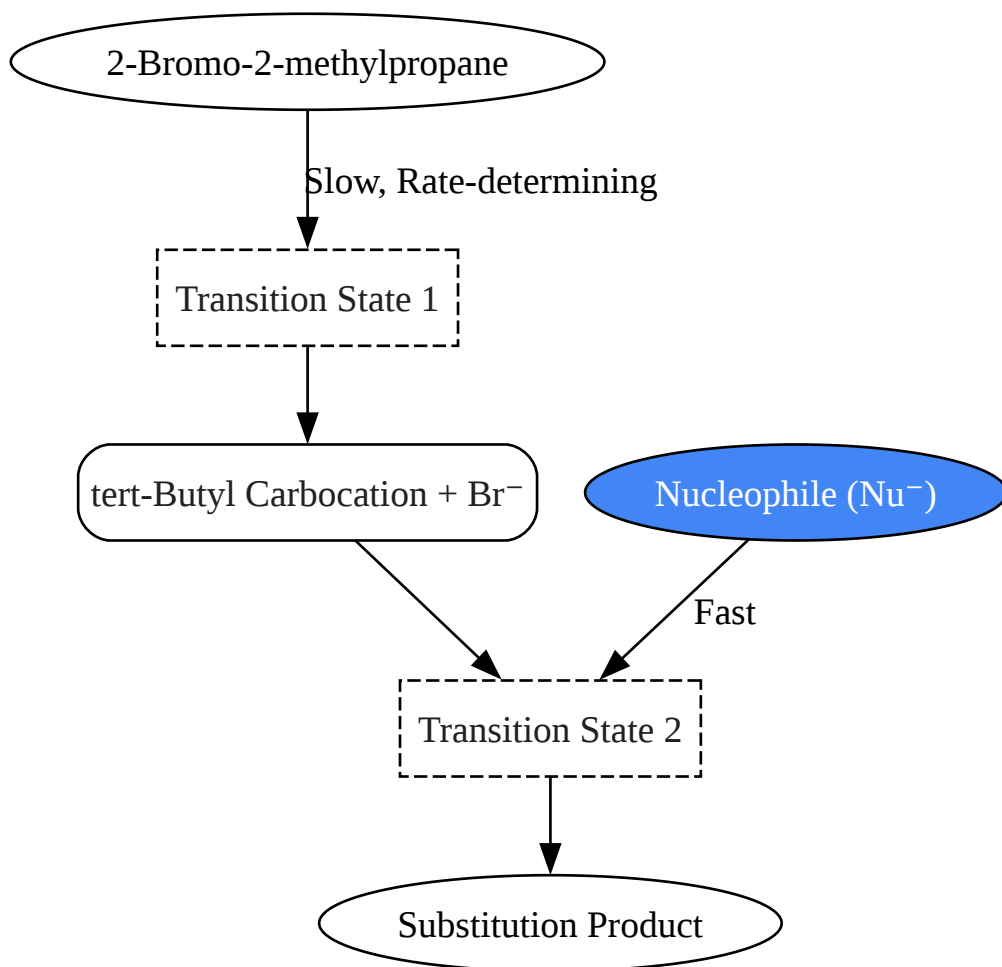 2-Bromo-2-methylpropane
Slow, Rate-determining
Transition State 1
tert-Butyl Carbocation + Br⁻
Nucleophile (Nu⁻)
Fast
Transition State 2
Substitution Product